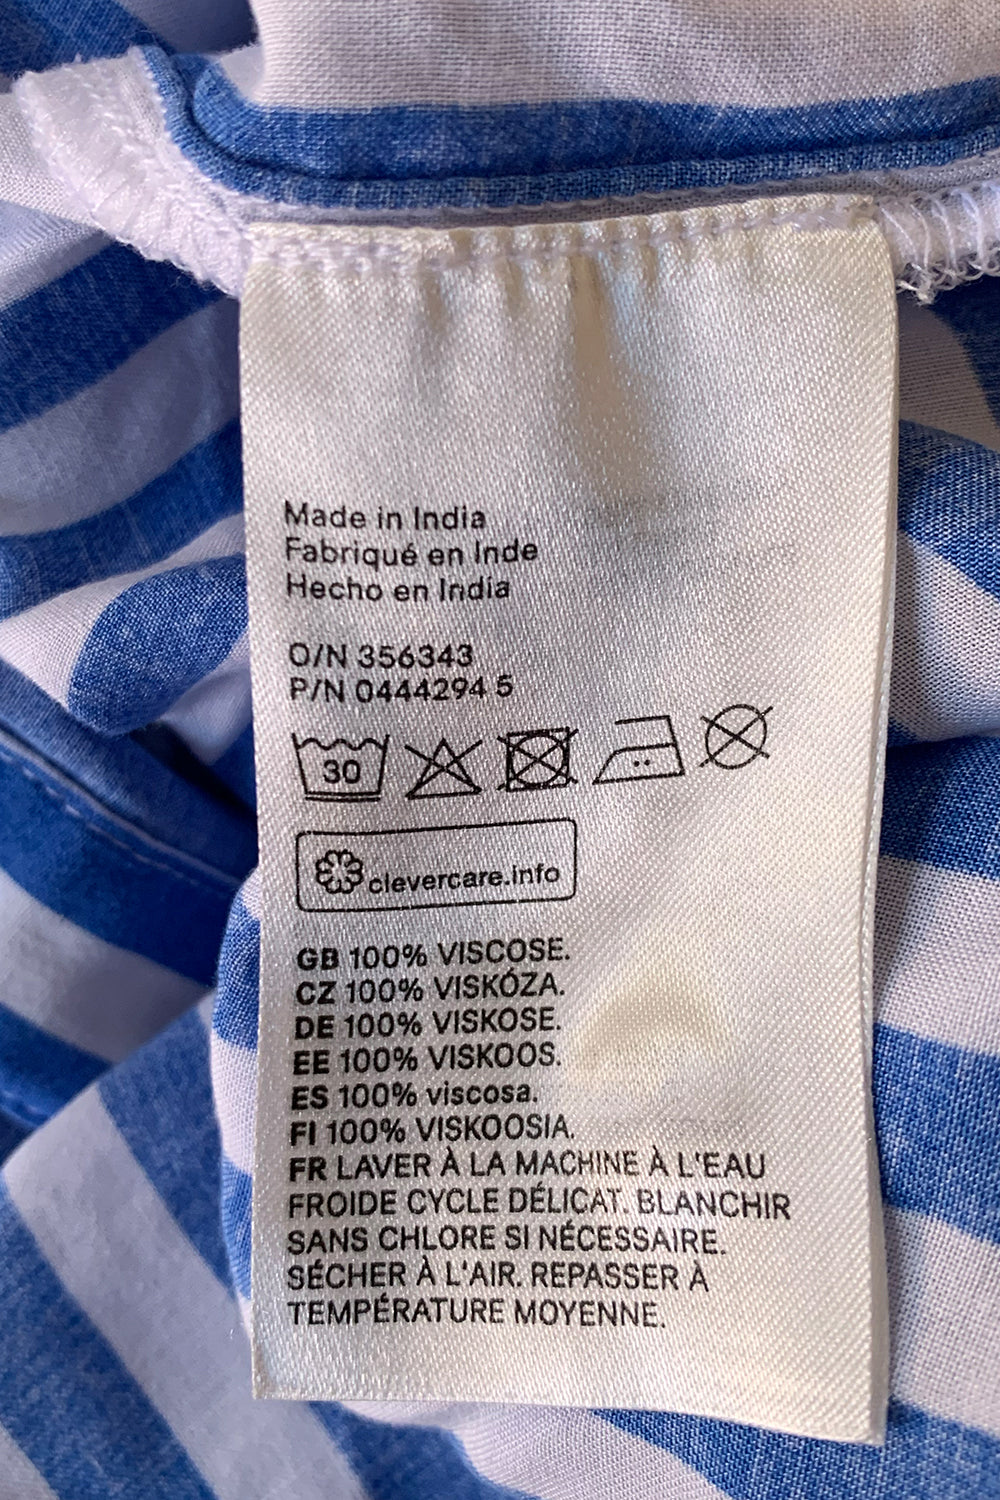 Made in India
Fabriqué en Inde
Hecho en India
O/N 356343
P/N 0444294 5
30
clevercare.info
GB 100% VISCOSE.
CZ 100% VISKÓZA.
DE 100% VISKOSE.
EE 100% VISKOOS.
ES 100% viscosa.
FI 100% VISKOOSIA.
FR LAVER À LA MACHINE À L'EAU
FROIDE CYCLE DÉLICAT. BLANCHIR
SANS CHLORE SI NÉCESSAIRE.
SÉCHER À L'AIR. REPASSER À
TEMPÉRATURE MOYENNE.